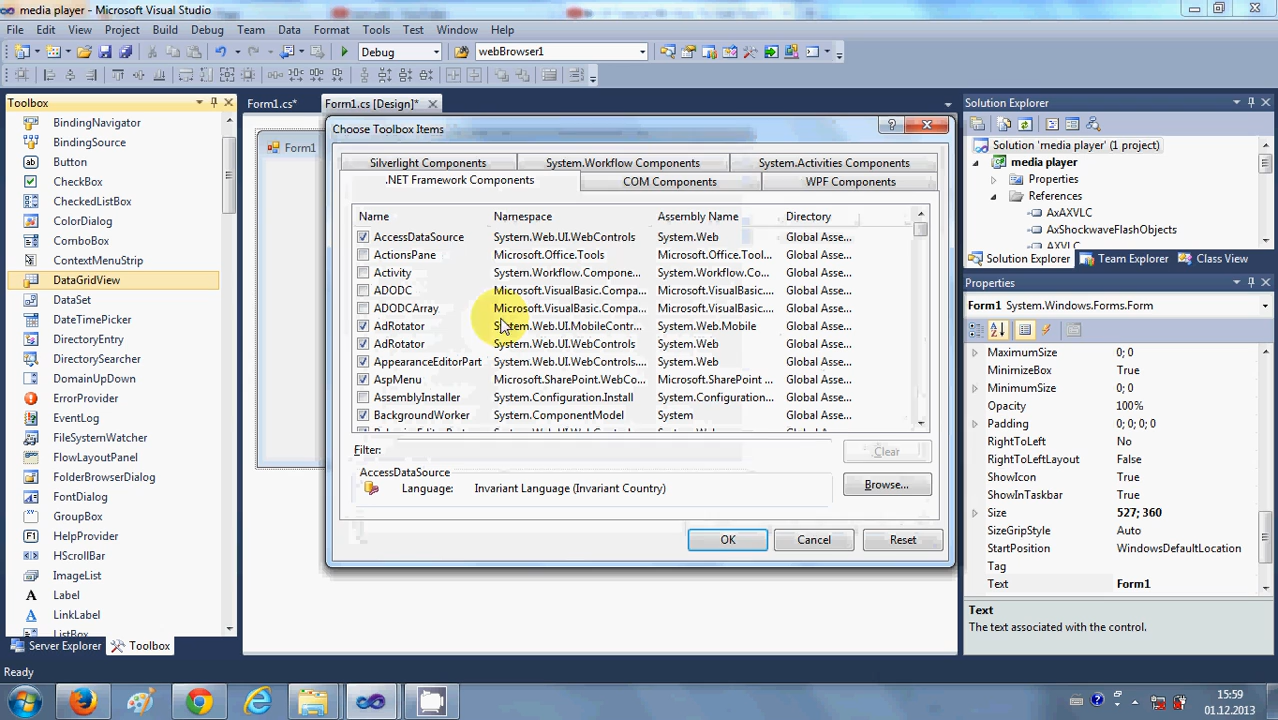 media player - Microsoft Visual Studio
File Edit View Project Build Debug Team Data Format Tools Test Window Help
Debug webBrowser1
Toolbox
BindingNavigator
BindingSource
Button
CheckBox
CheckedListBox
ColorDialog
ComboBox
ContextMenuStrip
DataGridView
DataSet
DateTimePicker
DirectoryEntry
DirectorySearcher
DomainUpDown
ErrorProvider
EventLog
FileSystemWatcher
FlowLayoutPanel
FolderBrowserDialog
FontDialog
GroupBox
HelpProvider
HScrollBar
ImageList
Label
LinkLabel
ListBox
Server Explorer Toolbox
Form1.cs* Form1.cs [Design]*
Form1
Choose Toolbox Items
Silverlight Components System.Workflow Components System.Activities Components
.NET Framework Components COM Components WPF Components
Name Namespace Assembly Name Directory
AccessDataSource System.Web.UI.WebControls System.Web Global Asse...
ActionsPane Microsoft.Office.Tools Microsoft.Office.Tool... Global Asse...
Activity System.Workflow.Compone... System.Workflow.Co... Global Asse...
ADODC Microsoft.VisualBasic.Compa... Microsoft.VisualBasic... Global Asse...
ADODCArray Microsoft.VisualBasic.Compa... Microsoft.VisualBasic... Global Asse...
AdRotator System.Web.UI.MobileContr... System.Web.Mobile Global Asse...
AdRotator System.Web.UI.WebControls System.Web Global Asse...
AppearanceEditorPart System.Web.UI.WebControls.... System.Web Global Asse...
AspMenu Microsoft.SharePoint.WebCo... Microsoft.SharePoint ... Global Asse...
AssemblyInstaller System.Configuration.Install System.Configuration... Global Asse...
BackgroundWorker System.ComponentModel System Global Asse...
Filter: Clear
AccessDataSource
Language: Invariant Language (Invariant Country)
Browse...
OK Cancel Reset
Solution Explorer
Solution 'media player' (1 project)
media player
Properties
References
AxAXVLC
AxShockwaveFlashObjects
AXVLC
Solution Explorer Team Explorer Class View
Properties
Form1 System.Windows.Forms.Form
MaximumSize 0; 0
MinimizeBox True
MinimumSize 0; 0
Opacity 100%
Padding 0; 0; 0; 0
RightToLeft No
RightToLeftLayout False
ShowIcon True
ShowInTaskbar True
Size 527; 360
SizeGripStyle Auto
StartPosition WindowsDefaultLocation
Tag
Text Form1
Text
The text associated with the control.
Ready
15:59
01.12.2013